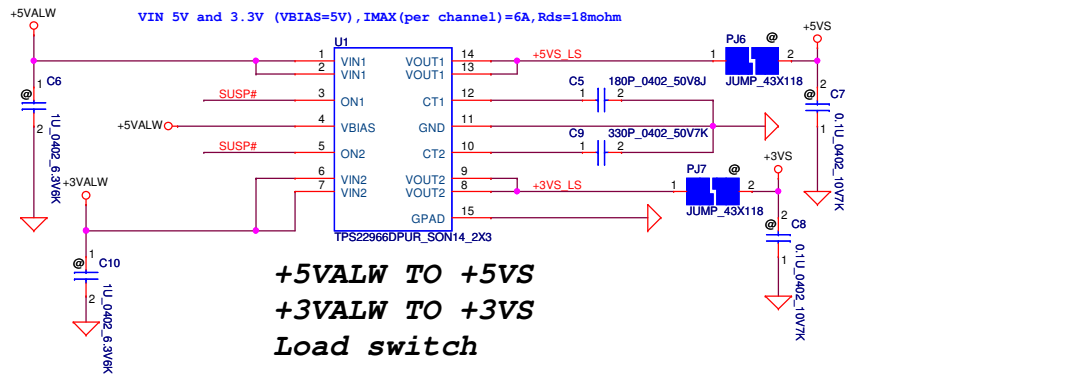 VIN 5V and 3.3V (VBIAS=5V),IMAX(per channel)=6A,Rds=18mohm
+5VALW
U1
1 VIN1
2 VIN1
3 ON1
4 VBIAS
5 ON2
6 VIN2
7 VIN2
VOUT1 14
VOUT1 13
CT1 12
GND 11
CT2 10
VOUT2 9
VOUT2 8
GPAD 15
TPS22966DPUR_SON14_2X3
SUSP#
+5VALW
SUSP#
+3VALW
@
C6
1
2
1U_0402_6.3V6K
@
C10
1
2
1U_0402_6.3V6K
+5VS_LS
1
PJ6
@
2
JUMP_43X118
+5VS
C5
180P_0402_50V8J
1
2
C9
330P_0402_50V7K
1
2
@
C7
2
1
0.1U_0402_10V7K
+3VS_LS
1
PJ7
@
2
JUMP_43X118
+3VS
@
C8
2
1
0.1U_0402_10V7K
+5VALW TO +5VS
+3VALW TO +3VS
Load switch